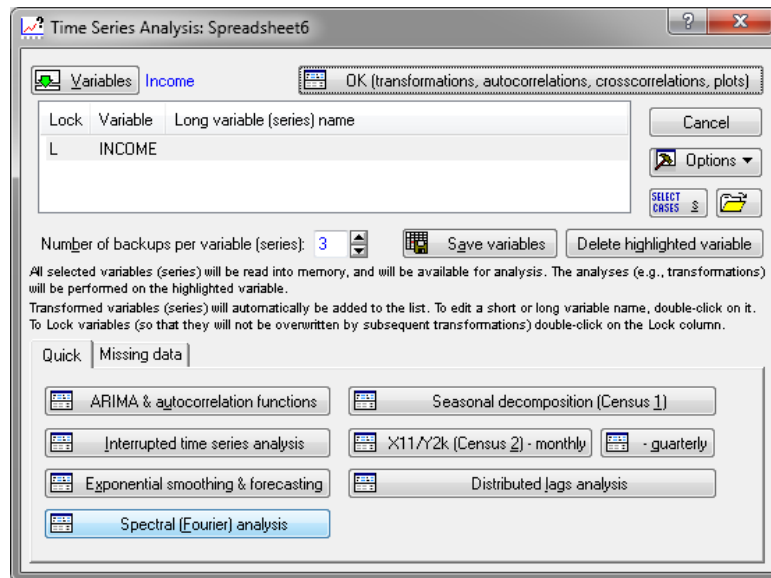 Time Series Analysis: Spreadsheet6
? X
Variables Income OK (transformations, autocorrelations, crosscorrelations, plots)
Lock Variable Long variable (series) name
L INCOME
Cancel
Options
SELECT CASES S
Number of backups per variable (series): 3 Save variables Delete highlighted variable
All selected variables (series) will be read into memory, and will be available for analysis. The analyses (e.g., transformations)
will be performed on the highlighted variable.
Transformed variables (series) will automatically be added to the list. To edit a short or long variable name, double-click on it.
To Lock variables (so that they will not be overwritten by subsequent transformations) double-click on the Lock column.
Quick Missing data
ARIMA & autocorrelation functions Seasonal decomposition (Census 1)
Interrupted time series analysis X11/Y2k (Census 2) - monthly - quarterly
Exponential smoothing & forecasting Distributed lags analysis
Spectral (Fourier) analysis